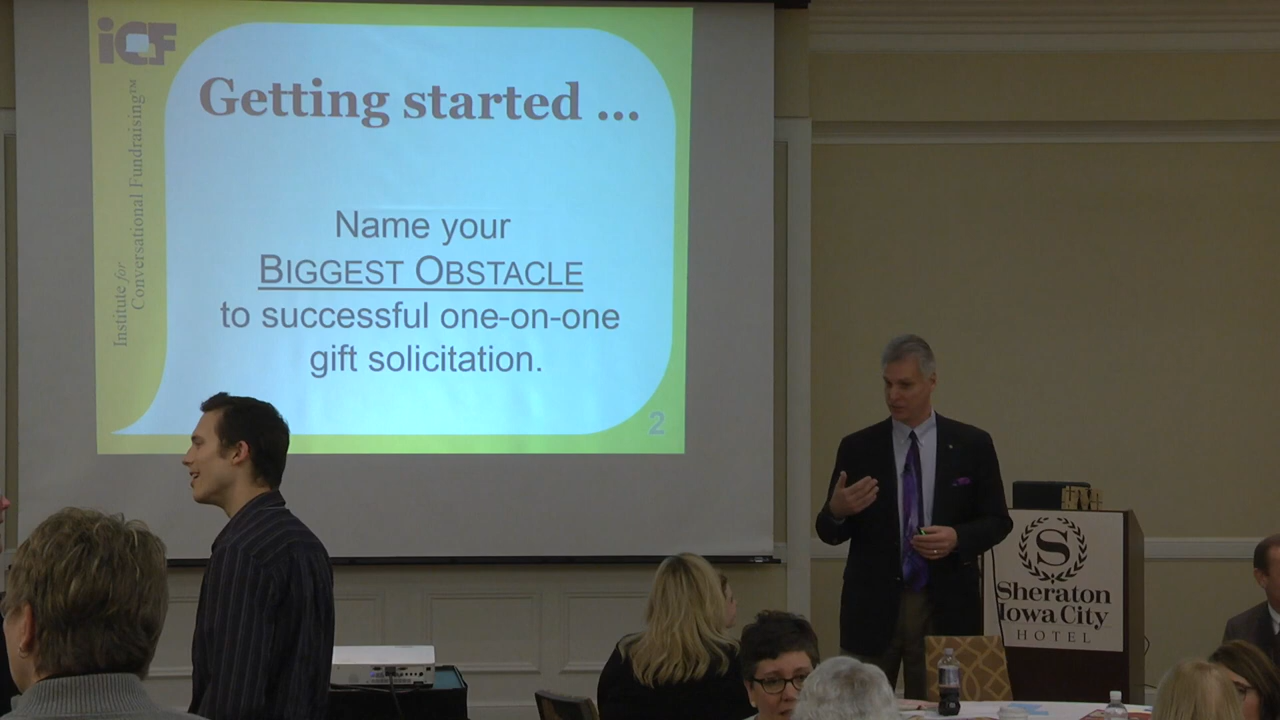 iCF
Institute for
Conversational Fundraising™
Getting started ...
Name your
BIGGEST OBSTACLE
to successful one-on-one
gift solicitation.
2
S
Sheraton
Iowa City
HOTEL